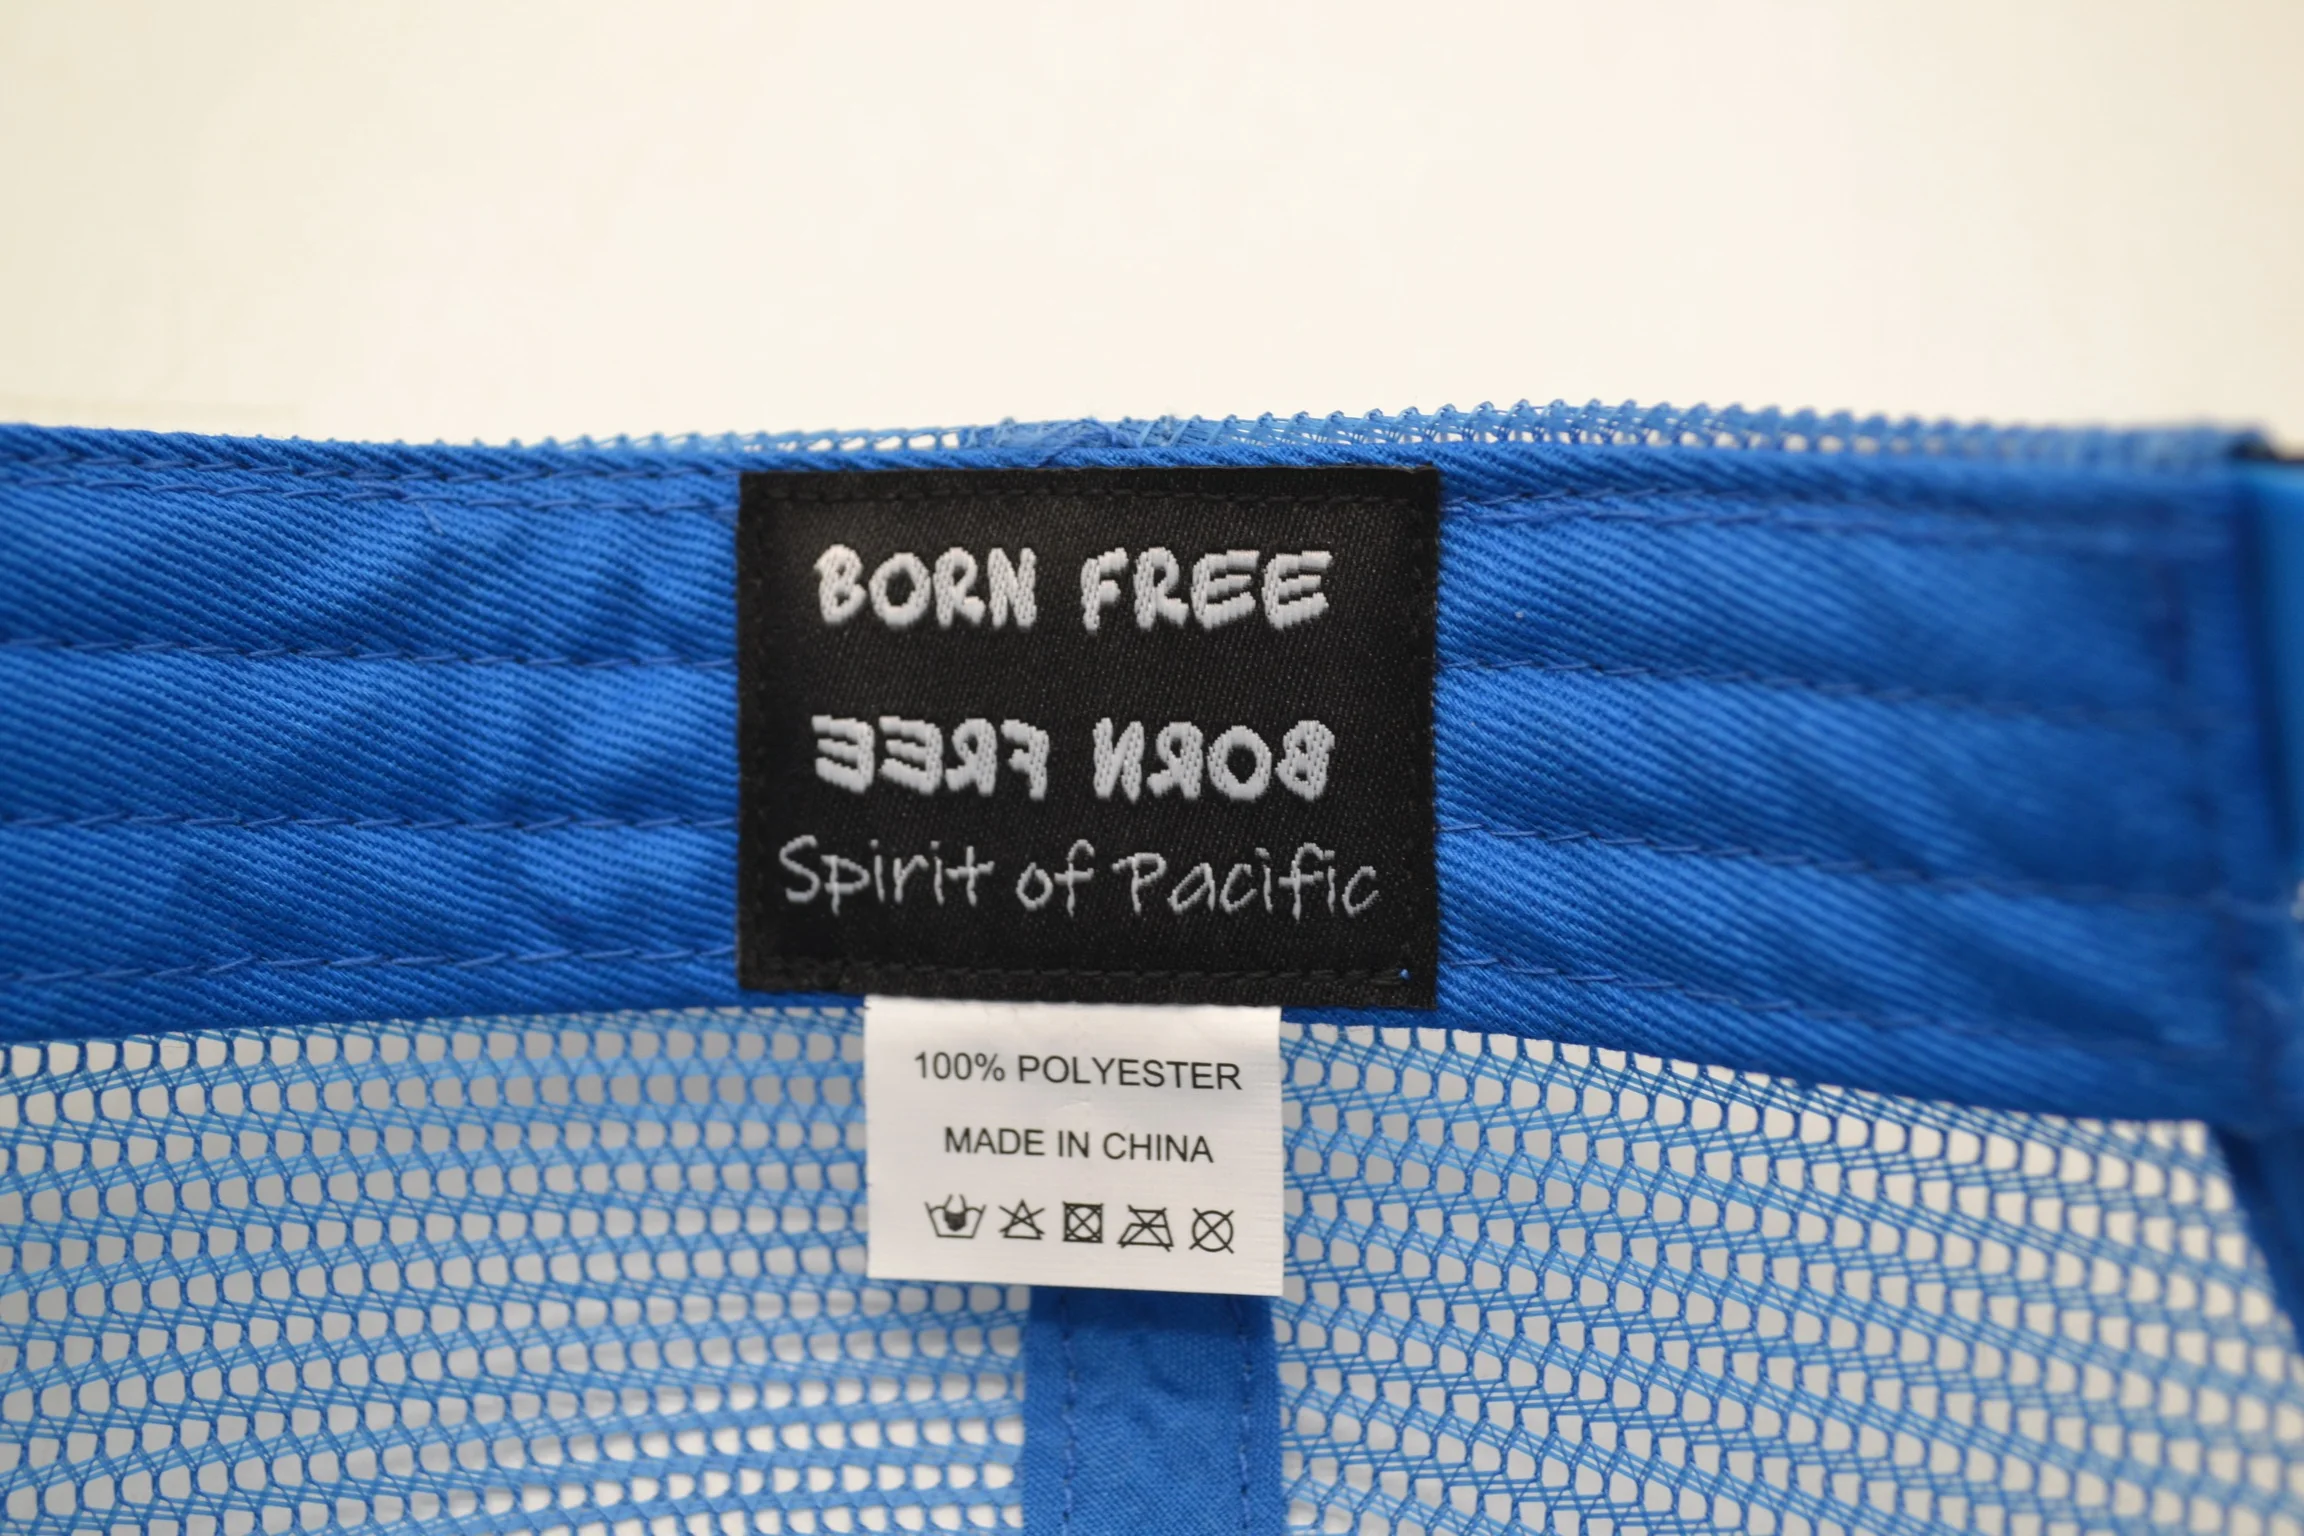 BORN FREE
BORN FREE
Spirit of Pacific
100% POLYESTER
MADE IN CHINA